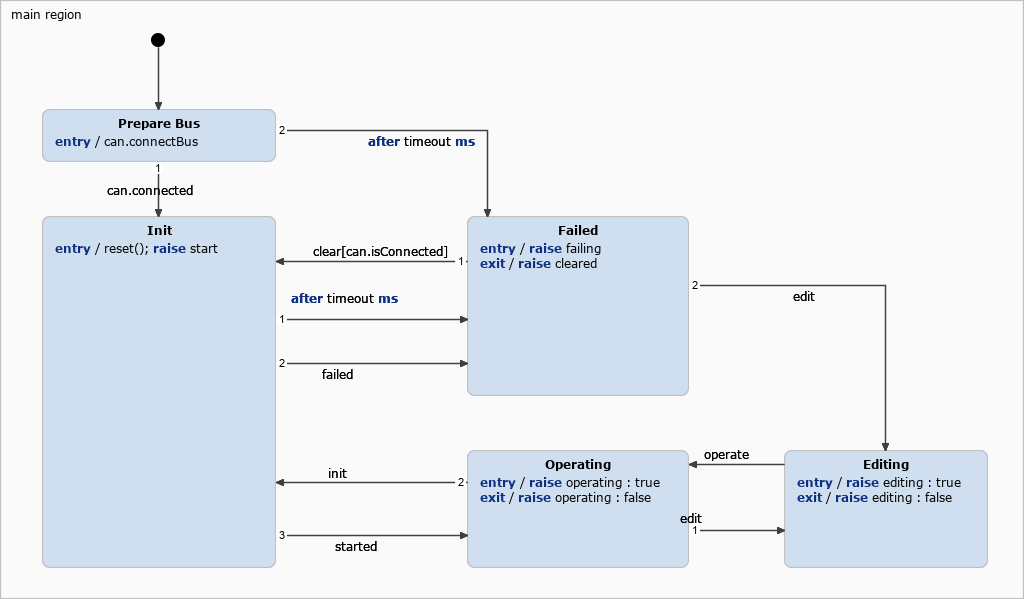 main region
Prepare Bus
entry / can.connectBus
2
after timeout ms
1
can.connected
Init
entry / reset(); raise start
Failed
entry / raise failing
exit / raise cleared
clear[can.isConnected]
1
2
edit
after timeout ms
1
2
failed
Operating
entry / raise operating : true
exit / raise operating : false
operate
Editing
entry / raise editing : true
exit / raise editing : false
init
2
edit
1
3
started